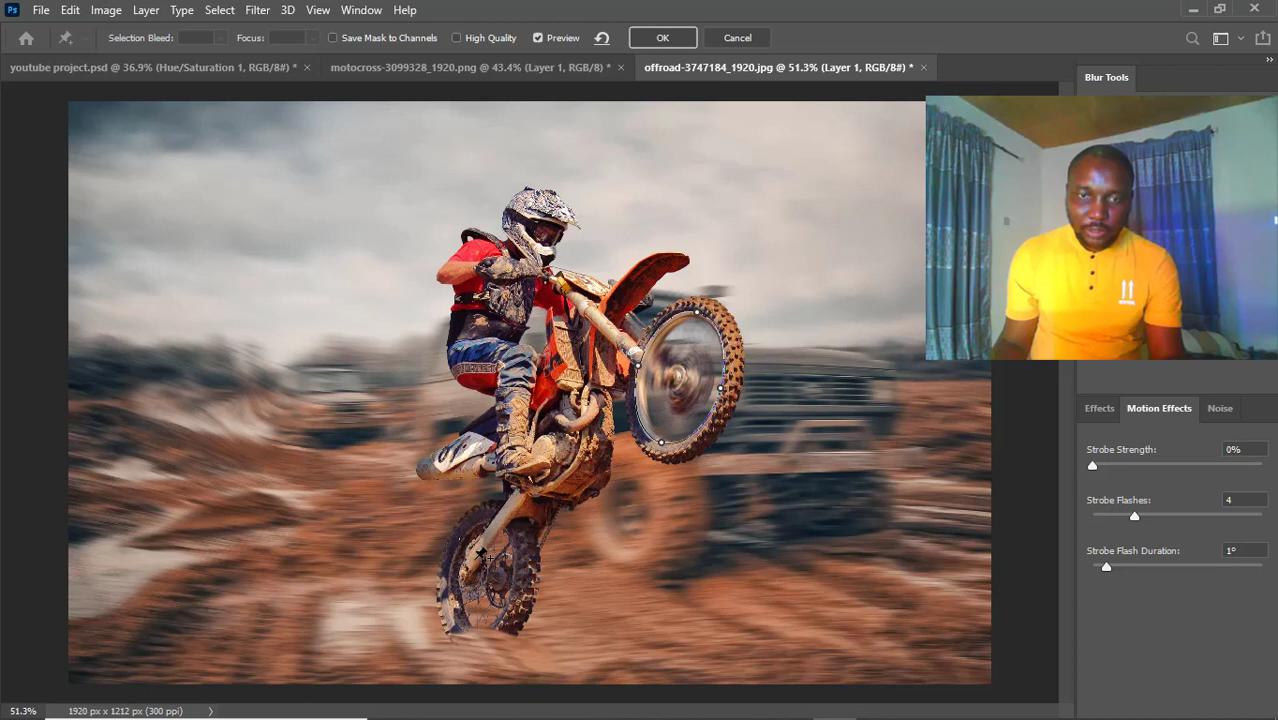 Ps File Edit Image Layer Type Select Filter 3D View Window Help
Selection Bleed: Focus: Save Mask to Channels High Quality Preview OK Cancel
youtube project.psd @ 36.9% (Hue/Saturation 1, RGB/8#) * × motocross-3099328_1920.png @ 43.4% (Layer 1, RGB/8) * × offroad-3747184_1920.jpg @ 51.3% (Layer 1, RGB/8#) * ×
Blur Tools
Effects Motion Effects Noise
Strobe Strength: 0%
Strobe Flashes: 4
Strobe Flash Duration: 1°
51.3% 1920 px x 1212 px (300 ppi)